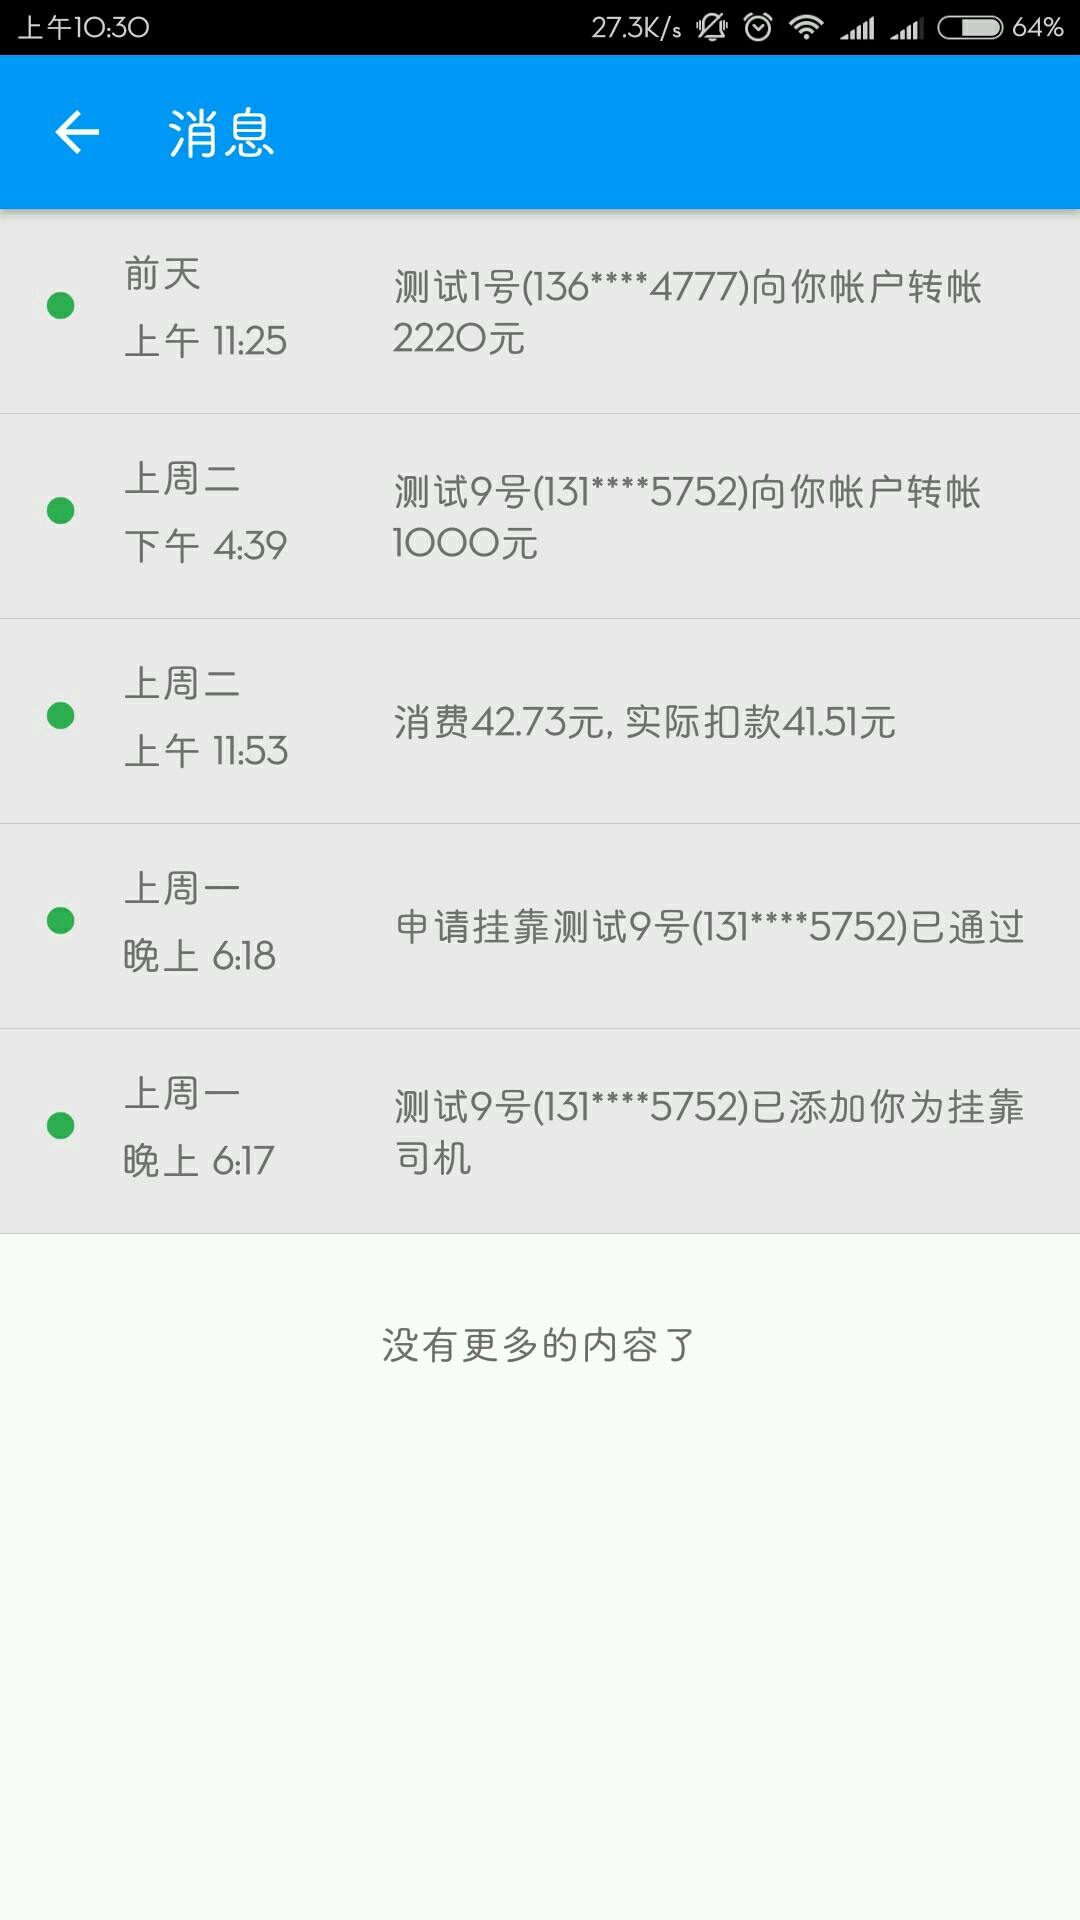 上午10:30
27.3K/s
64%
消息
前天
上午 11:25
测试1号(136****4777)向你帐户转帐
2220元
上周二
下午 4:39
测试9号(131****5752)向你帐户转帐
1000元
上周二
上午 11:53
消费42.73元, 实际扣款41.51元
上周一
晚上 6:18
申请挂靠测试9号(131****5752)已通过
上周一
晚上 6:17
测试9号(131****5752)已添加你为挂靠
司机
没有更多的内容了